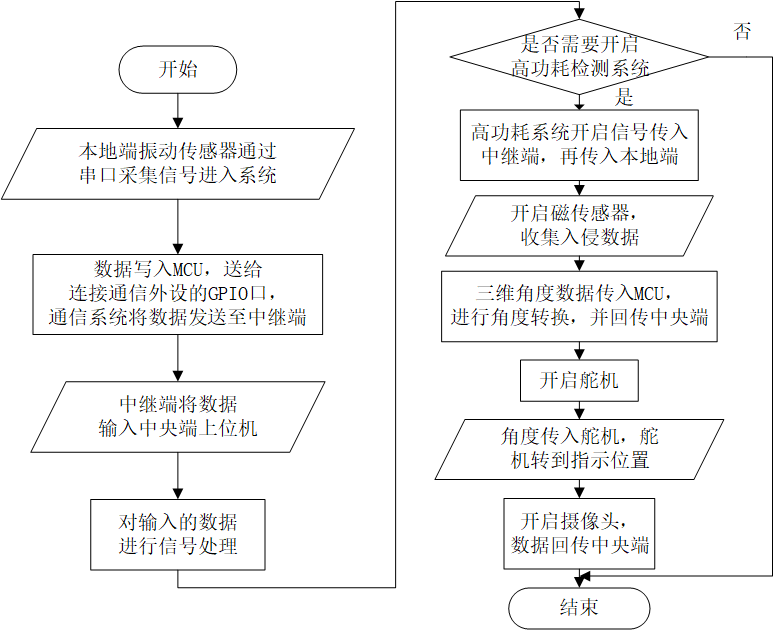 开始
本地端振动传感器通过
串口采集信号进入系统
数据写入MCU，送给
连接通信外设的GPIO口，
通信系统将数据发送至中继端
中继端将数据
输入中央端上位机
对输入的数据
进行信号处理
是否需要开启
高功耗检测系统
否
是
高功耗系统开启信号传入
中继端，再传入本地端
开启磁传感器，
收集入侵数据
三维角度数据传入MCU，
进行角度转换，并回传中央端
开启舵机
角度传入舵机，舵
机转到指示位置
开启摄像头，
数据回传中央端
结束